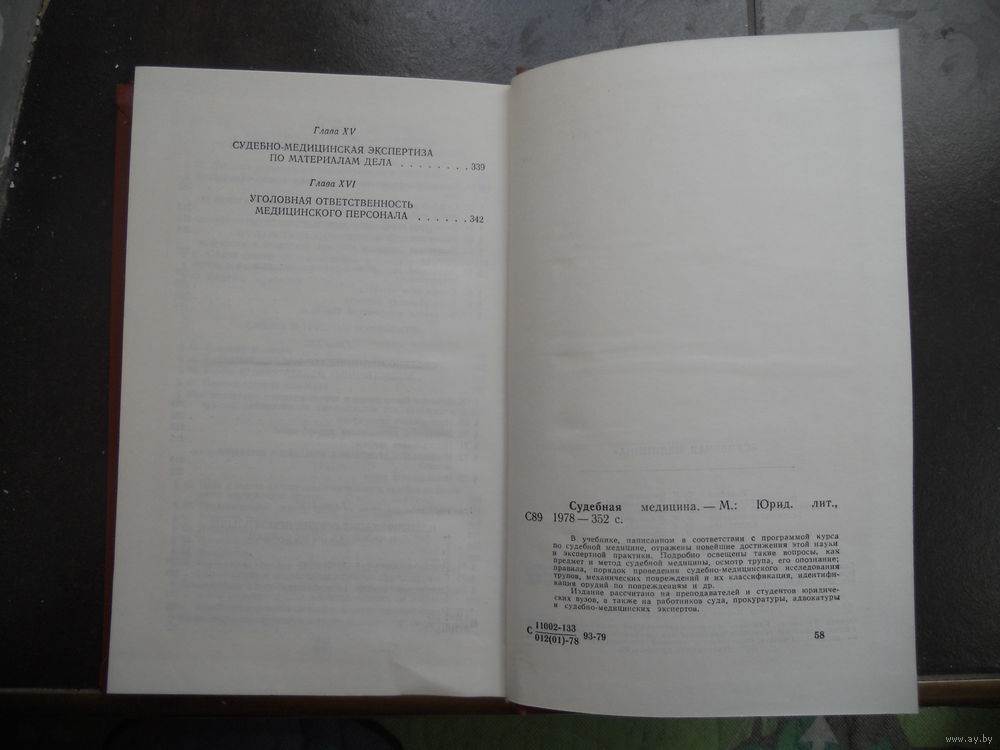 Глава XV
СУДЕБНО-МЕДИЦИНСКАЯ ЭКСПЕРТИЗА
ПО МАТЕРИАЛАМ ДЕЛА . . . . . . . . 339
Глава XVI
УГОЛОВНАЯ ОТВЕТСТВЕННОСТЬ
МЕДИЦИНСКОГО ПЕРСОНАЛА . . . . . . 342
Судебная медицина. — М.: Юрид. лит.,
С89 1978 — 352 с.
В учебнике, написанном в соответствии с программой курса
по судебной медицине, отражены новейшие достижения этой науки
и экспертной практики. Подробно освещены такие вопросы, как
предмет и метод судебной медицины, осмотр трупа, его опознание;
правила, порядок проведения судебно-медицинского исследования
трупов, механических повреждений и их классификация, идентифи-
кация орудий по повреждениям и др.
Издание рассчитано на преподавателей и студентов юридиче-
ских вузов, а также на работников суда, прокуратуры, адвокатуры
и судебно-медицинских экспертов.
С 11002-133
012(01)-78 93-79 58
www.ay.by